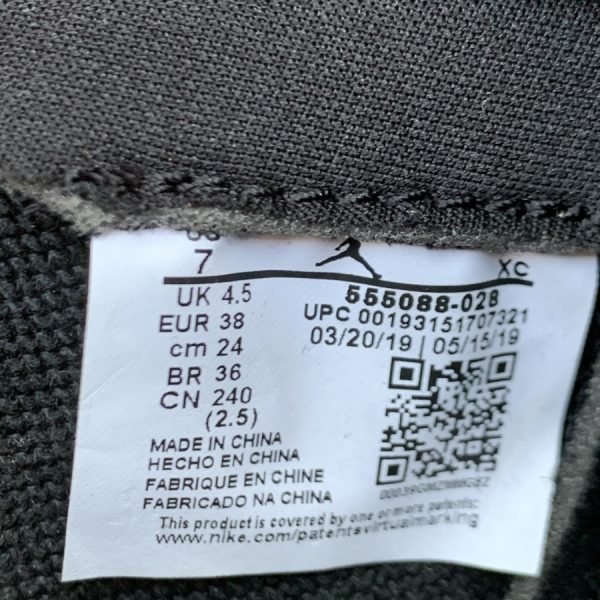 7 XC
UK 4.5
EUR 38
cm 24
BR 36
CN 240
(2.5)
555088-028
UPC 00193151707321
03/20/19 | 05/15/19
MADE IN CHINA
HECHO EN CHINA
FABRIQUE EN CHINE
FABRICADO NA CHINA
This product is covered by one or more patents:
www.nike.com/patentsvirtualmarking